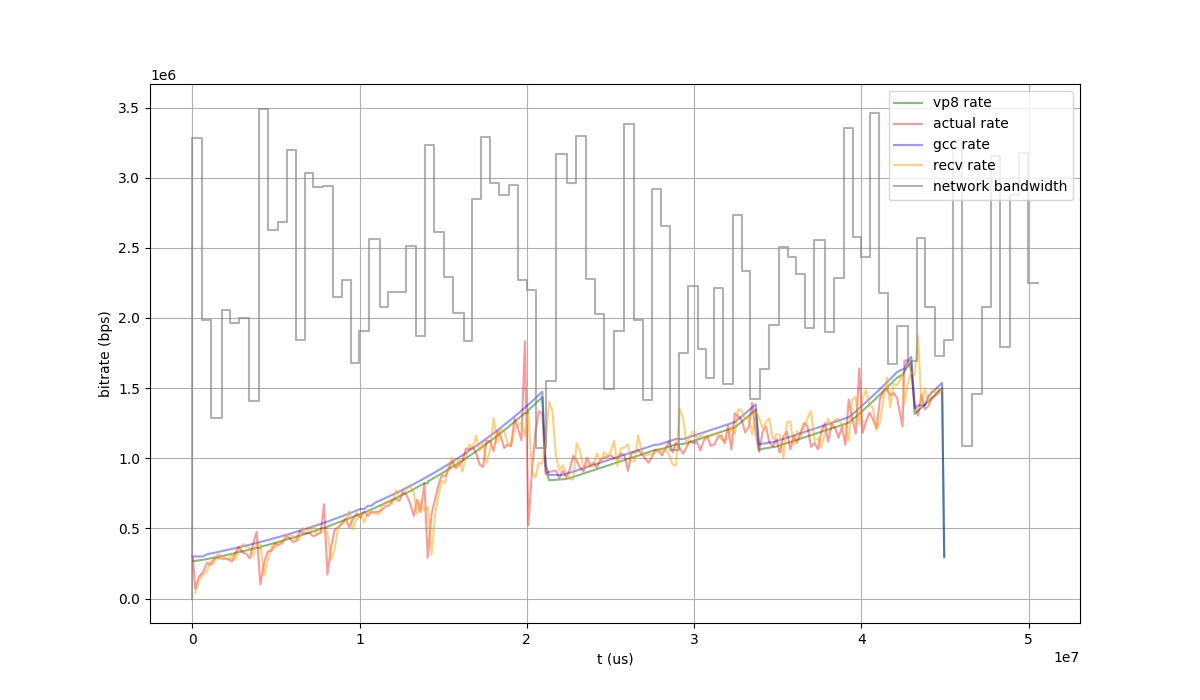 1e6
3.5
3.0
2.5
2.0
1.5
1.0
0.5
0.0
bitrate (bps)
vp8 rate
actual rate
gcc rate
recv rate
network bandwidth
0
1
2
3
4
5
t (us)
1e7